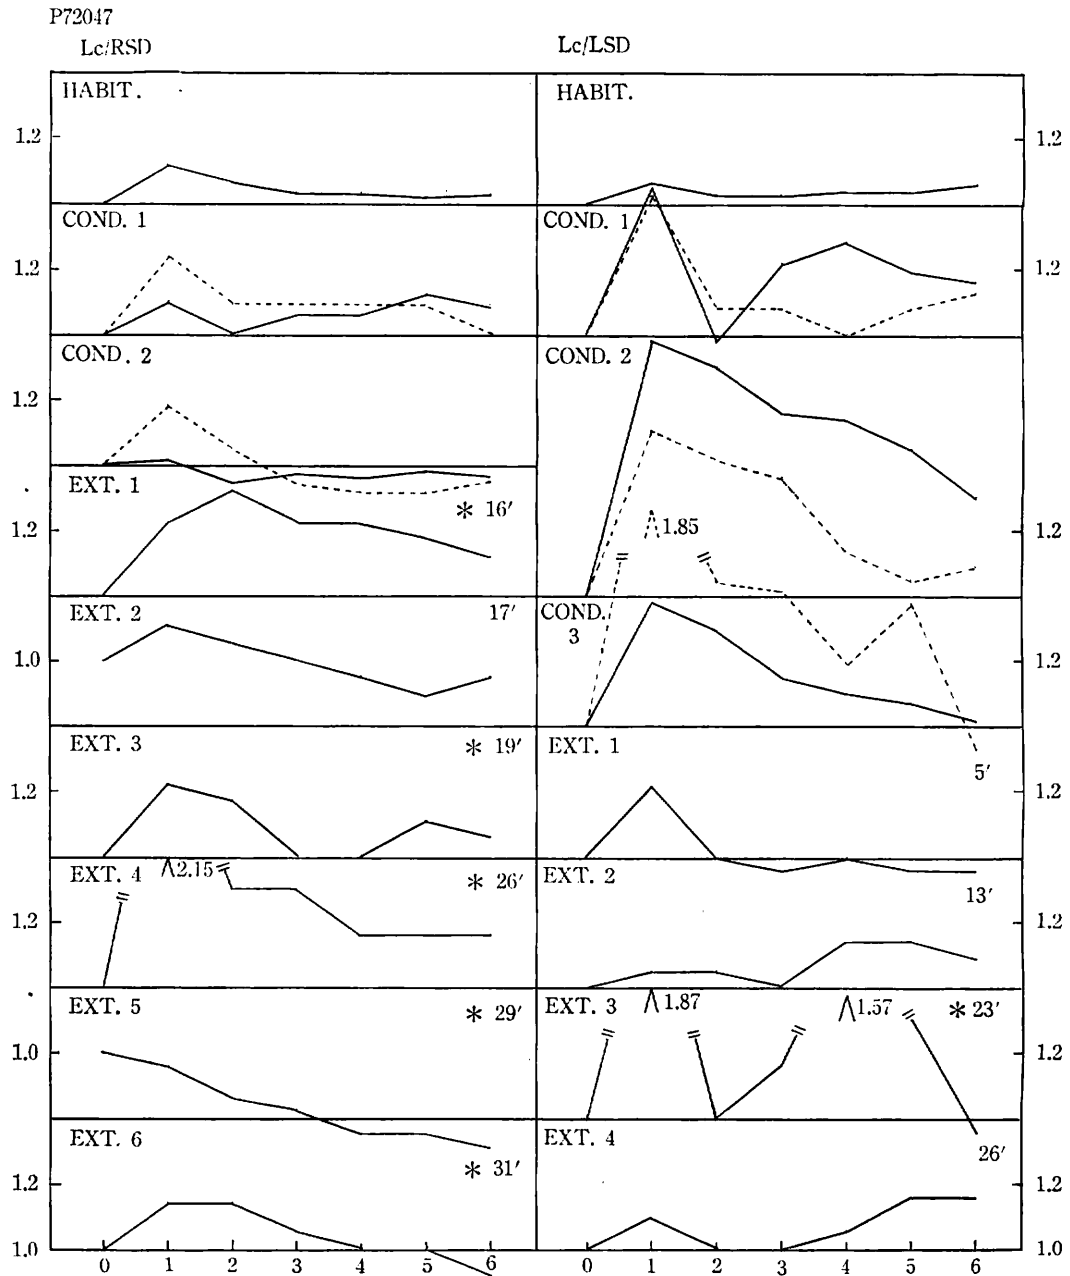 P72047
Lc/RSD Lc/LSD
HABIT. HABIT.
1.2 1.2
COND. 1 COND. 1
1.2 1.2
COND. 2 COND. 2
1.2
EXT. 1
* 16′
1.2 1.85 1.2
EXT. 2 17′ COND.
3
1.0 1.2
EXT. 3 * 19′ EXT. 1
5′
1.2 1.2
EXT. 4 2.15 * 26′ EXT. 2
13′
1.2 1.2
EXT. 5 * 29′ EXT. 3 1.87 1.57 * 23′
1.0 1.2
EXT. 6 EXT. 4
* 31′ 26′
1.2 1.2
1.0 1.0
0 1 2 3 4 5 6 0 1 2 3 4 5 6